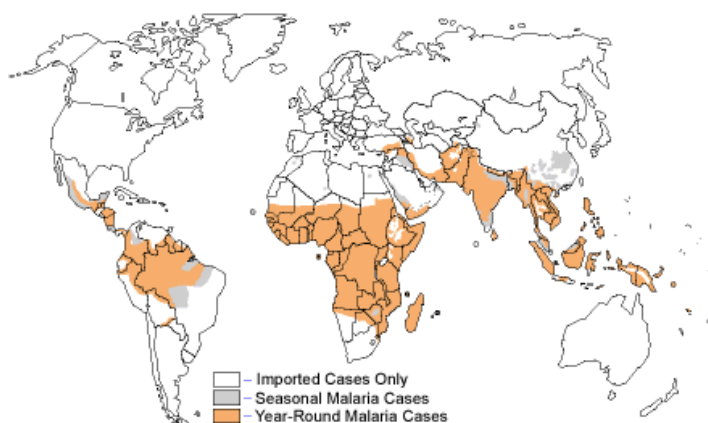 Imported Cases Only
Seasonal Malaria Cases
Year-Round Malaria Cases